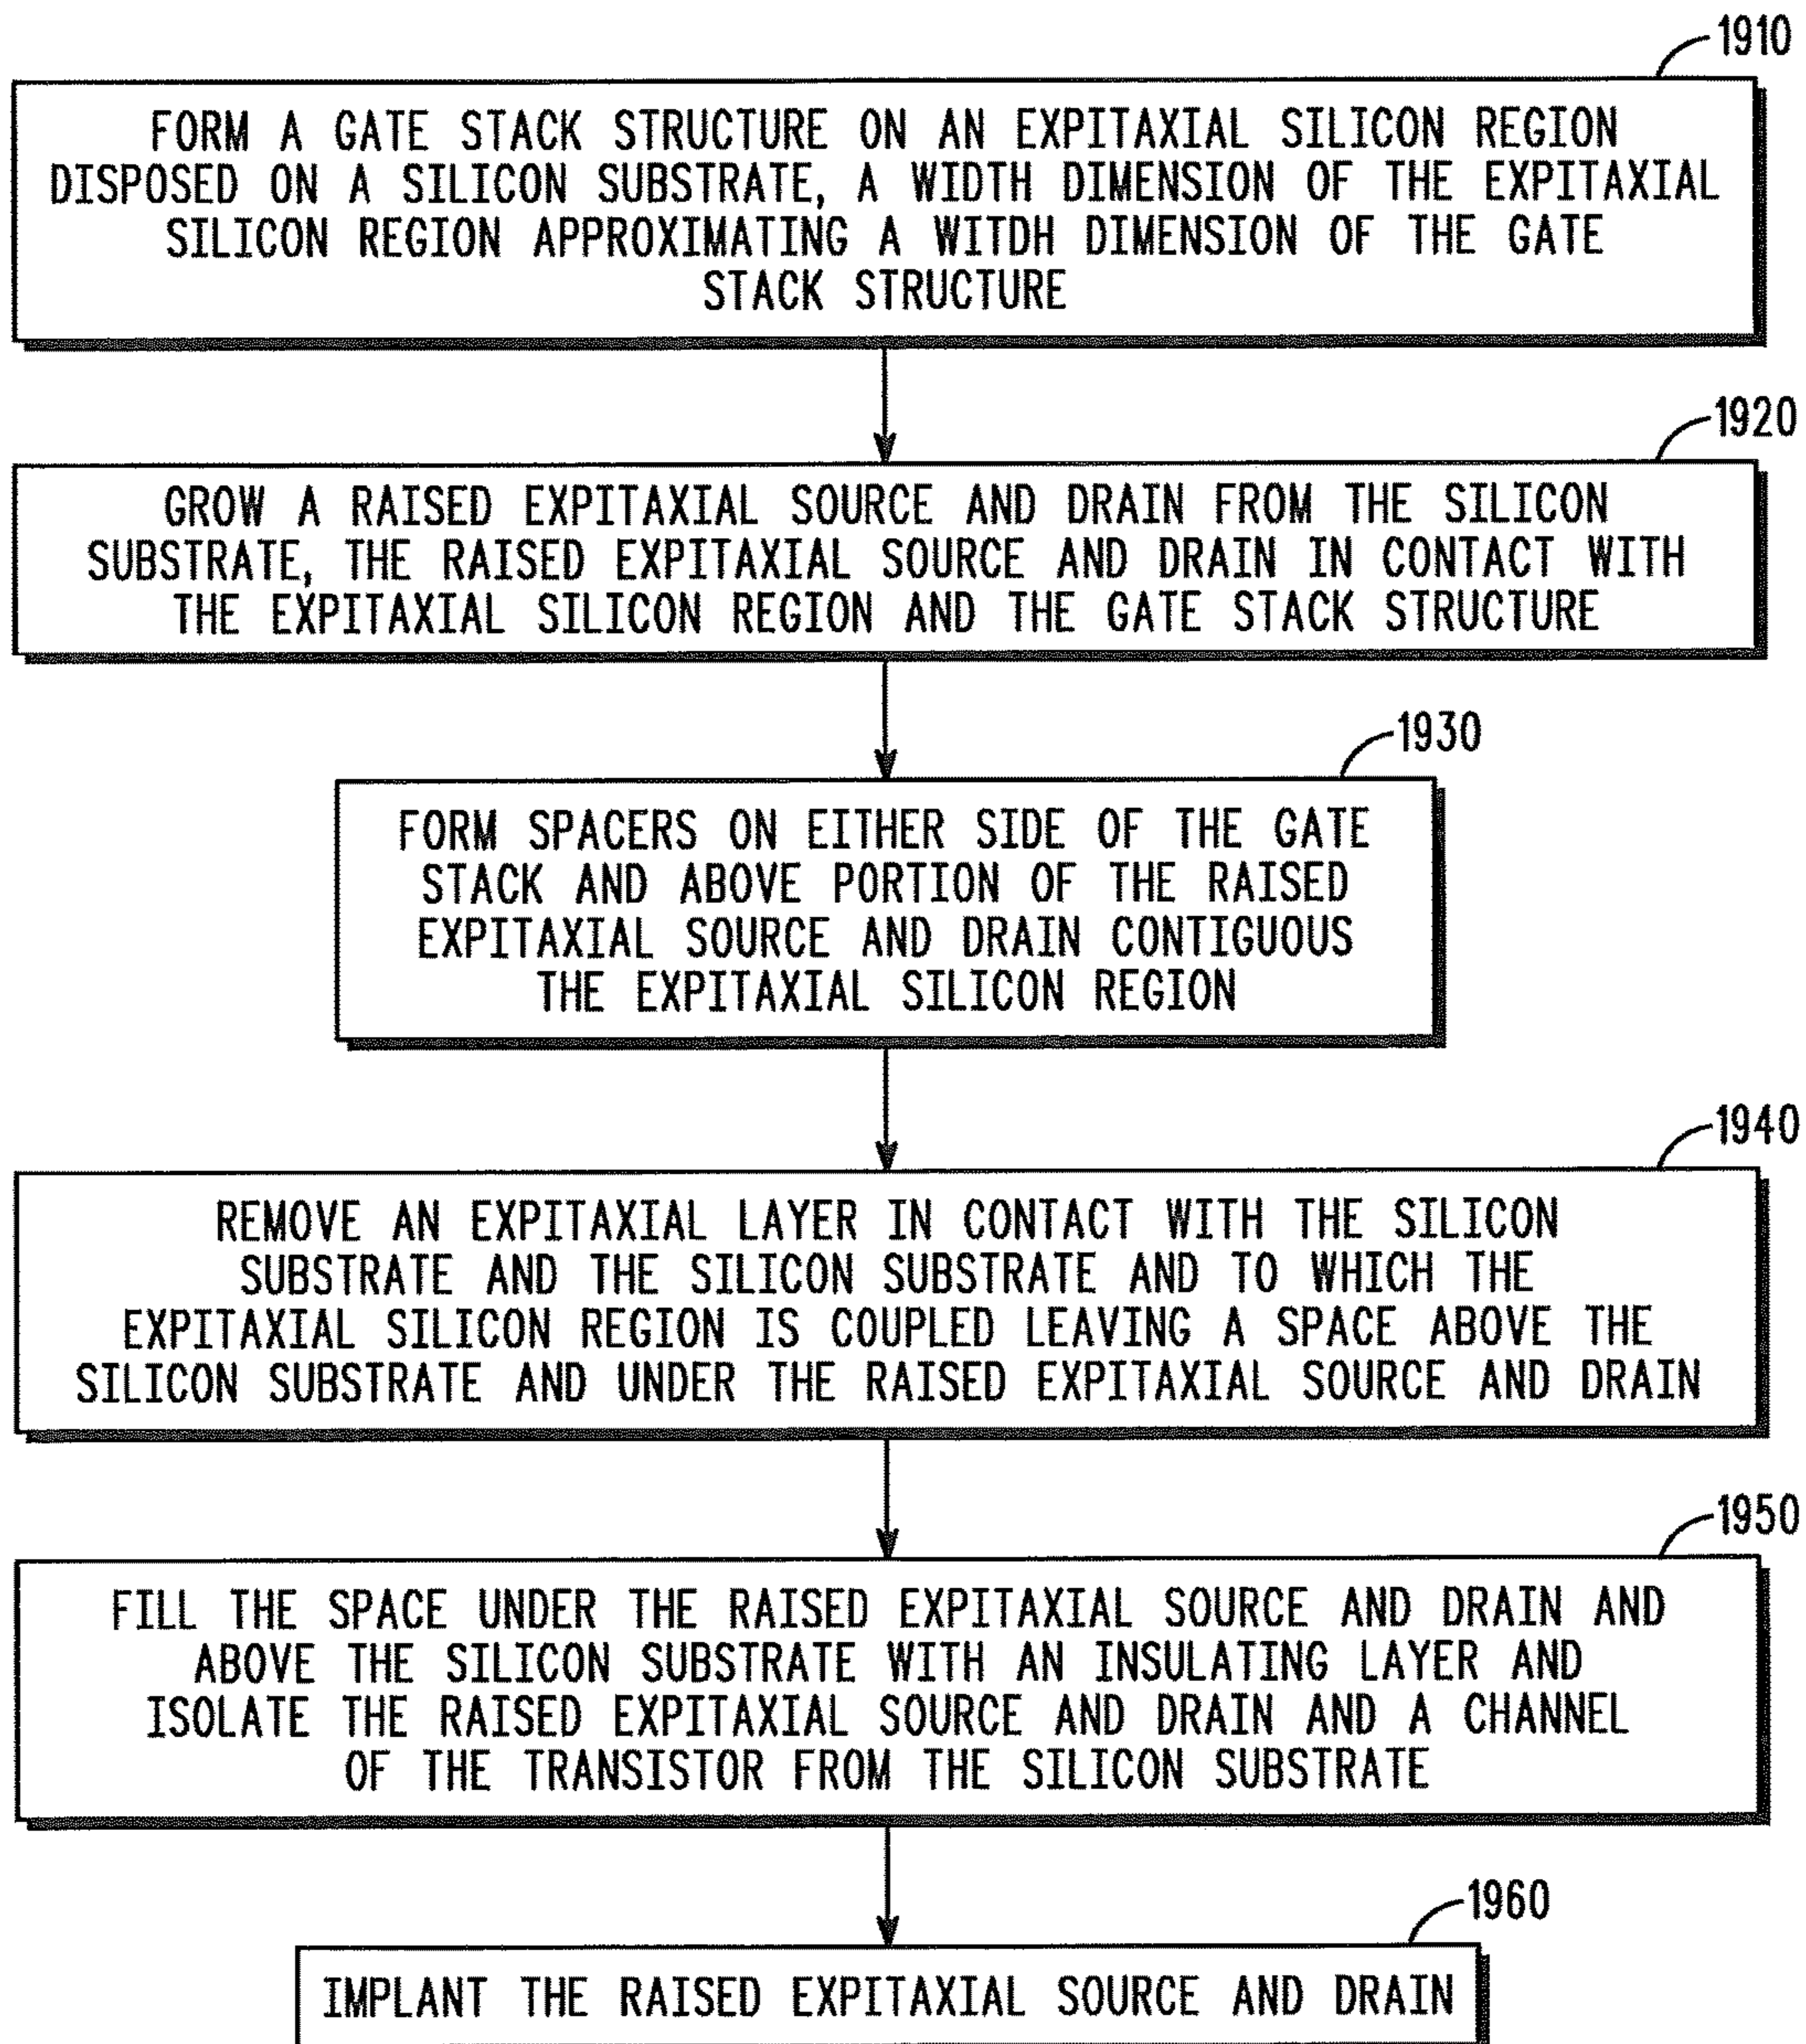 1910
FORM A GATE STACK STRUCTURE ON AN EXPITAXIAL SILICON REGION
DISPOSED ON A SILICON SUBSTRATE, A WIDTH DIMENSION OF THE EXPITAXIAL
SILICON REGION APPROXIMATING A WITDH DIMENSION OF THE GATE
STACK STRUCTURE
1920
GROW A RAISED EXPITAXIAL SOURCE AND DRAIN FROM THE SILICON
SUBSTRATE, THE RAISED EXPITAXIAL SOURCE AND DRAIN IN CONTACT WITH
THE EXPITAXIAL SILICON REGION AND THE GATE STACK STRUCTURE
1930
FORM SPACERS ON EITHER SIDE OF THE GATE
STACK AND ABOVE PORTION OF THE RAISED
EXPITAXIAL SOURCE AND DRAIN CONTIGUOUS
THE EXPITAXIAL SILICON REGION
1940
REMOVE AN EXPITAXIAL LAYER IN CONTACT WITH THE SILICON
SUBSTRATE AND THE SILICON SUBSTRATE AND TO WHICH THE
EXPITAXIAL SILICON REGION IS COUPLED LEAVING A SPACE ABOVE THE
SILICON SUBSTRATE AND UNDER THE RAISED EXPITAXIAL SOURCE AND DRAIN
1950
FILL THE SPACE UNDER THE RAISED EXPITAXIAL SOURCE AND DRAIN AND
ABOVE THE SILICON SUBSTRATE WITH AN INSULATING LAYER AND
ISOLATE THE RAISED EXPITAXIAL SOURCE AND DRAIN AND A CHANNEL
OF THE TRANSISTOR FROM THE SILICON SUBSTRATE
1960
IMPLANT THE RAISED EXPITAXIAL SOURCE AND DRAIN